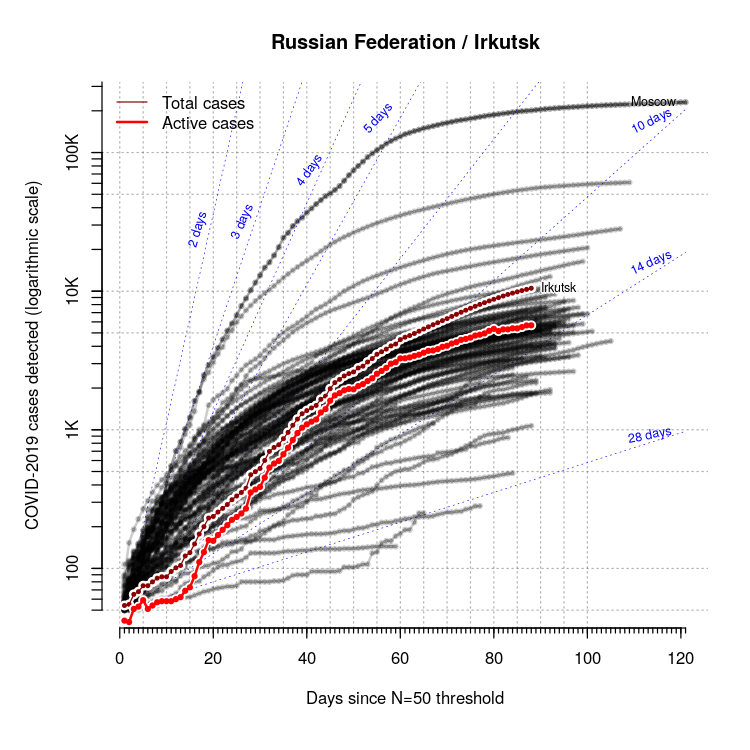 Russian Federation / Irkutsk
Total cases
Active cases
Moscow
2 days
3 days
4 days
5 days
10 days
14 days
28 days
Irkutsk
COVID-2019 cases detected (logarithmic scale)
100K
10K
1K
100
0 20 40 60 80 100 120
Days since N=50 threshold